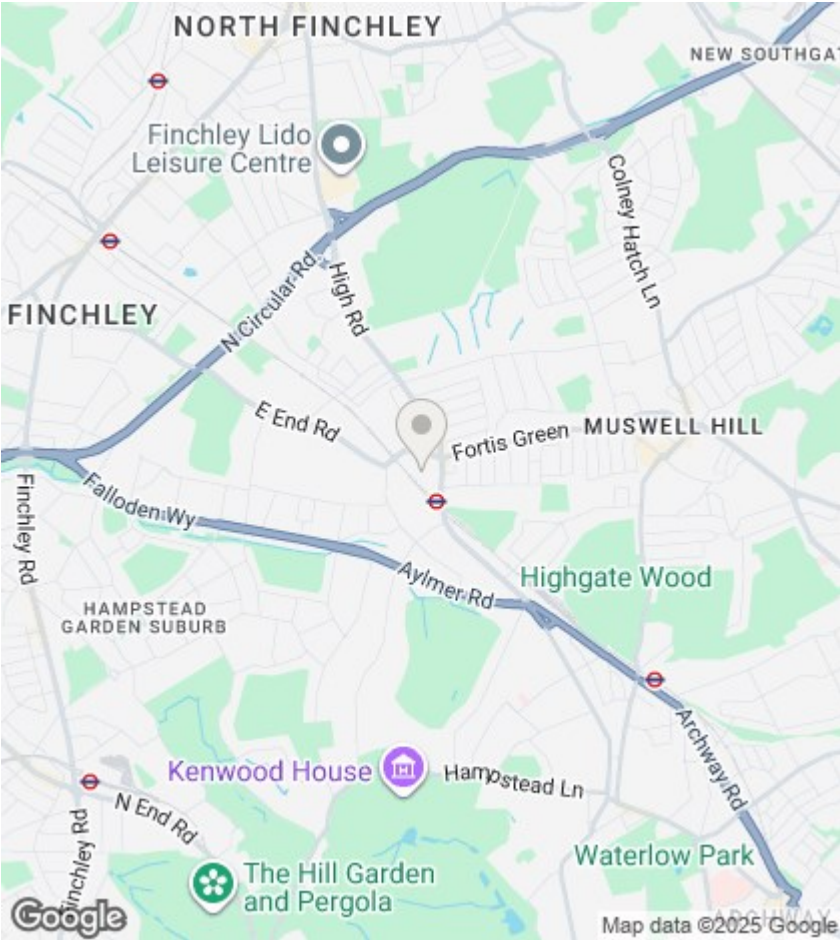 NORTH FINCHLEY
NEW SOUTHGAT
Finchley Lido
Leisure Centre
Colney Hatch Ln
N Circular Rd
High Rd
FINCHLEY
E End Rd
Fortis Green
MUSWELL HILL
Falloden Wy
Finchley Rd
Aylmer Rd
Highgate Wood
HAMPSTEAD
GARDEN SUBURB
Archway Rd
Kenwood House
Hampstead Ln
N End Rd
Finchley Rd
Waterlow Park
The Hill Garden
and Pergola
ARCHWAY
Google
Map data ©2025 Google